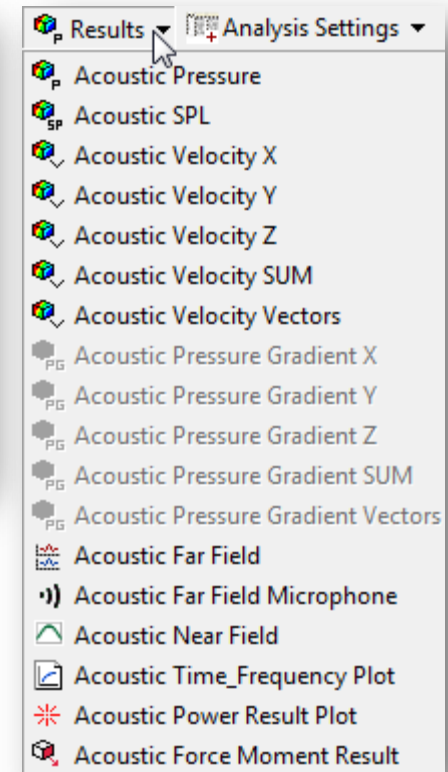 Results Analysis Settings
Acoustic Pressure
Acoustic SPL
Acoustic Velocity X
Acoustic Velocity Y
Acoustic Velocity Z
Acoustic Velocity SUM
Acoustic Velocity Vectors
Acoustic Pressure Gradient X
Acoustic Pressure Gradient Y
Acoustic Pressure Gradient Z
Acoustic Pressure Gradient SUM
Acoustic Pressure Gradient Vectors
Acoustic Far Field
Acoustic Far Field Microphone
Acoustic Near Field
Acoustic Time_Frequency Plot
Acoustic Power Result Plot
Acoustic Force Moment Result